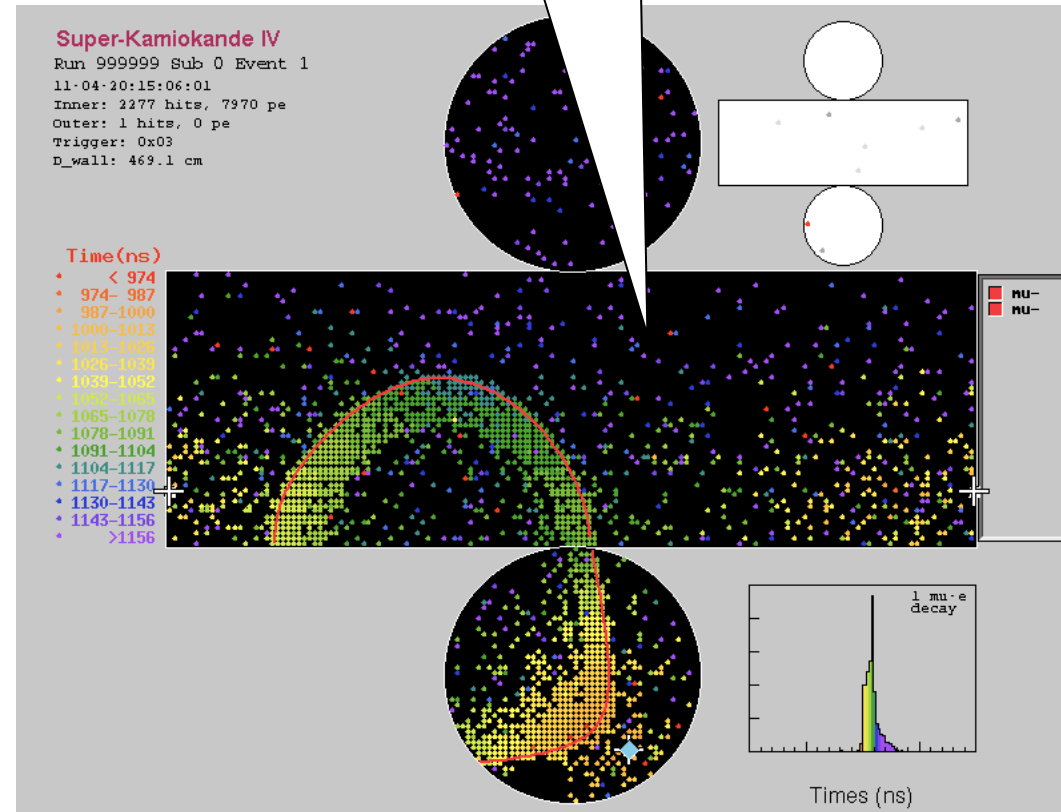 Super-Kamiokande IV
Run 999999 Sub 0 Event 1
11-04-20:15:06:01
Inner: 2277 hits, 7970 pe
Outer: 1 hits, 0 pe
Trigger: 0x03
D_wall: 469.1 cm
Time(ns)
< 974
974- 987
987-1000
1000-1013
1013-1026
1026-1039
1039-1052
1052-1065
1065-1078
1078-1091
1091-1104
1104-1117
1117-1130
1130-1143
1143-1156
>1156
mu-
mu-
1 mu-e
decay
Times (ns)